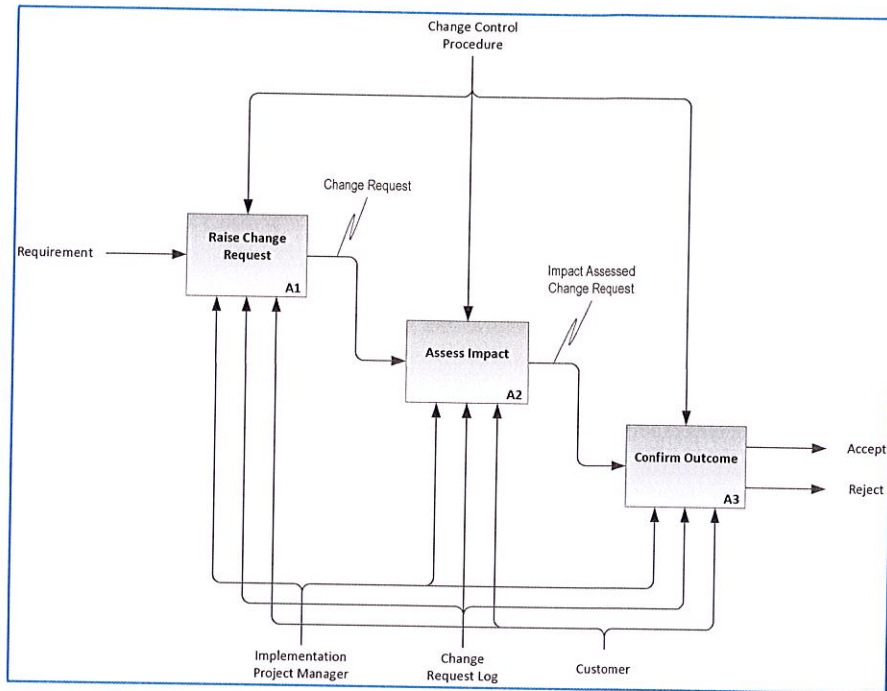 Change Control
Procedure
Change Request
Raise Change
Request
A1
Requirement
Impact Assessed
Change Request
Assess Impact
A2
Confirm Outcome
A3
Accept
Reject
Implementation
Project Manager
Change
Request Log
Customer